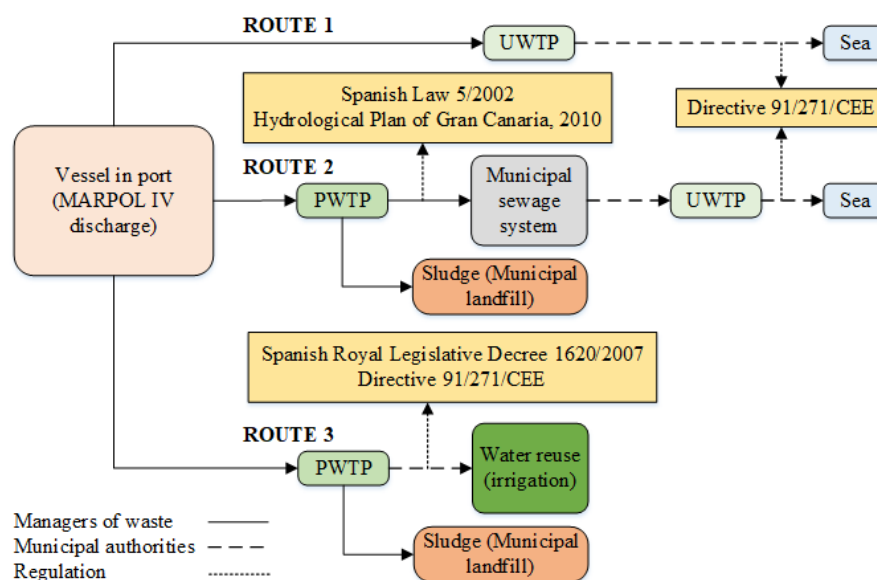 ROUTE 1
UWTP
Sea
Spanish Law 5/2002
Hydrological Plan of Gran Canaria, 2010
Directive 91/271/CEE
Vessel in port
(MARPOL IV
discharge)
ROUTE 2
PWTP
Municipal
sewage
system
UWTP
Sea
Sludge (Municipal
landfill)
Spanish Royal Legislative Decree 1620/2007
Directive 91/271/CEE
ROUTE 3
PWTP
Water reuse
(irrigation)
Sludge (Municipal
landfill)
Managers of waste
Municipal authorities
Regulation